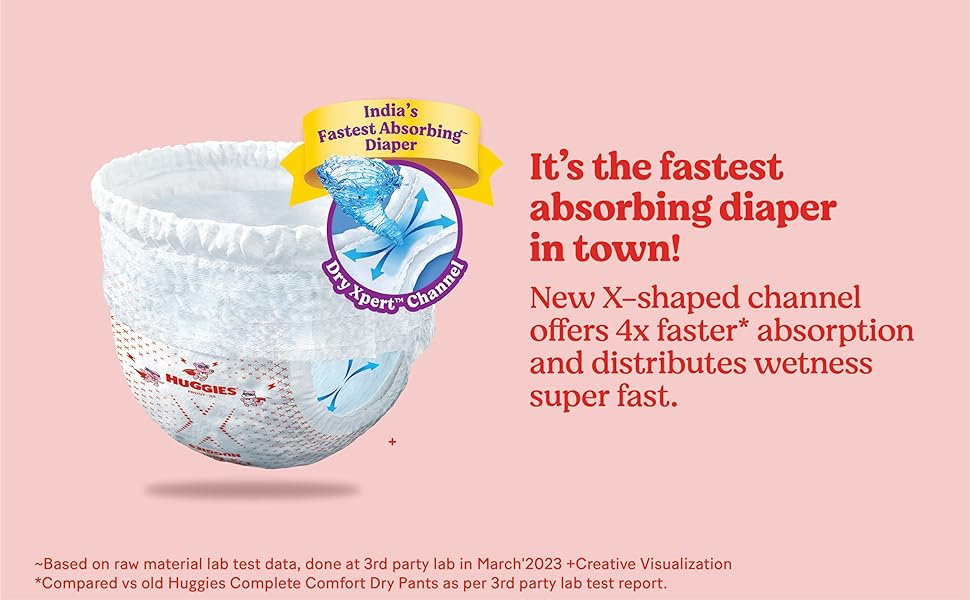 India's
Fastest Absorbing~
Diaper
Dry Xpert™ Channel
HUGGIES
HUGGIES
It's the fastest
absorbing diaper
in town!
New X-shaped channel
offers 4x faster* absorption
and distributes wetness
super fast.
+
~Based on raw material lab test data, done at 3rd party lab in March'2023 +Creative Visualization
*Compared vs old Huggies Complete Comfort Dry Pants as per 3rd party lab test report.